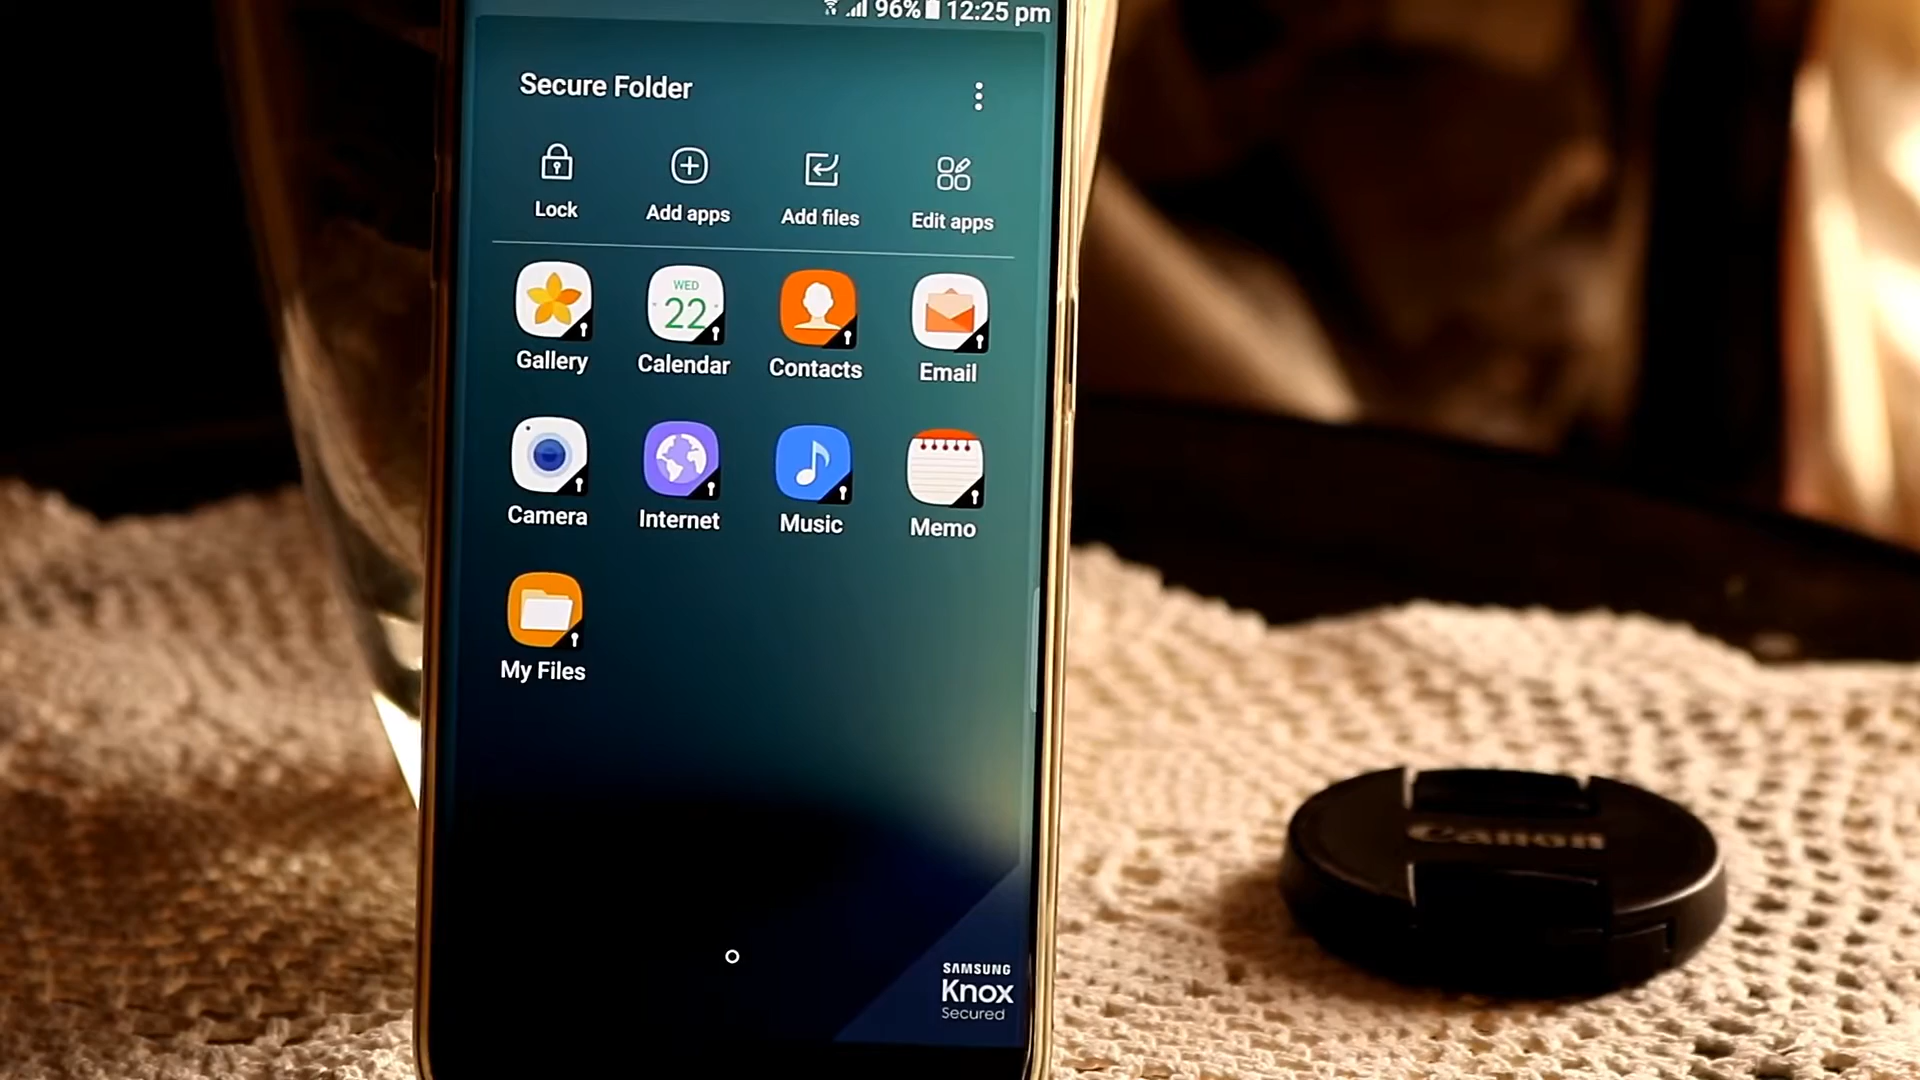 96% 12:25 pm
Secure Folder
Lock Add apps Add files Edit apps
WED
22
Gallery Calendar Contacts Email
Camera Internet Music Memo
My Files
SAMSUNG
Knox
Secured
Canon